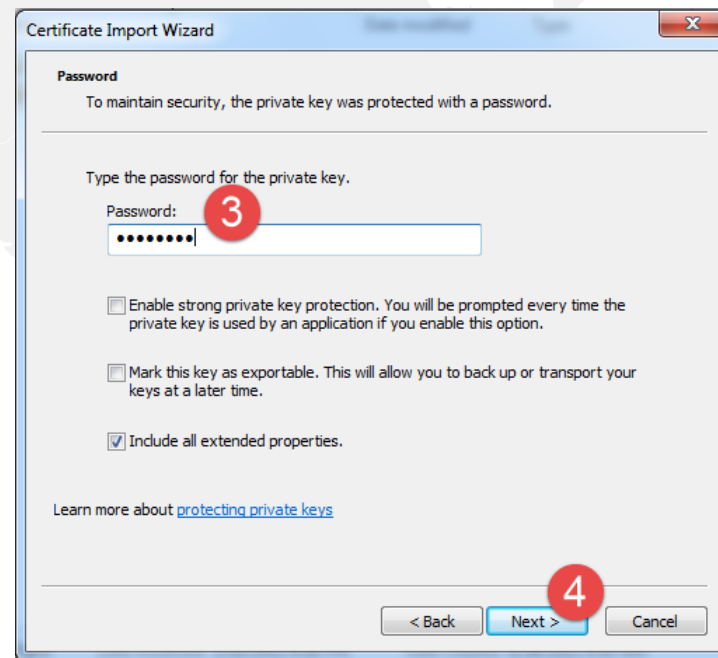 Certificate Import Wizard
Date modified Type
X
Password
To maintain security, the private key was protected with a password.
Type the password for the private key.
Password:
3
••••••••
Enable strong private key protection. You will be prompted every time the
private key is used by an application if you enable this option.
Mark this key as exportable. This will allow you to back up or transport your
keys at a later time.
Include all extended properties.
Learn more about protecting private keys
4
< Back Next > Cancel